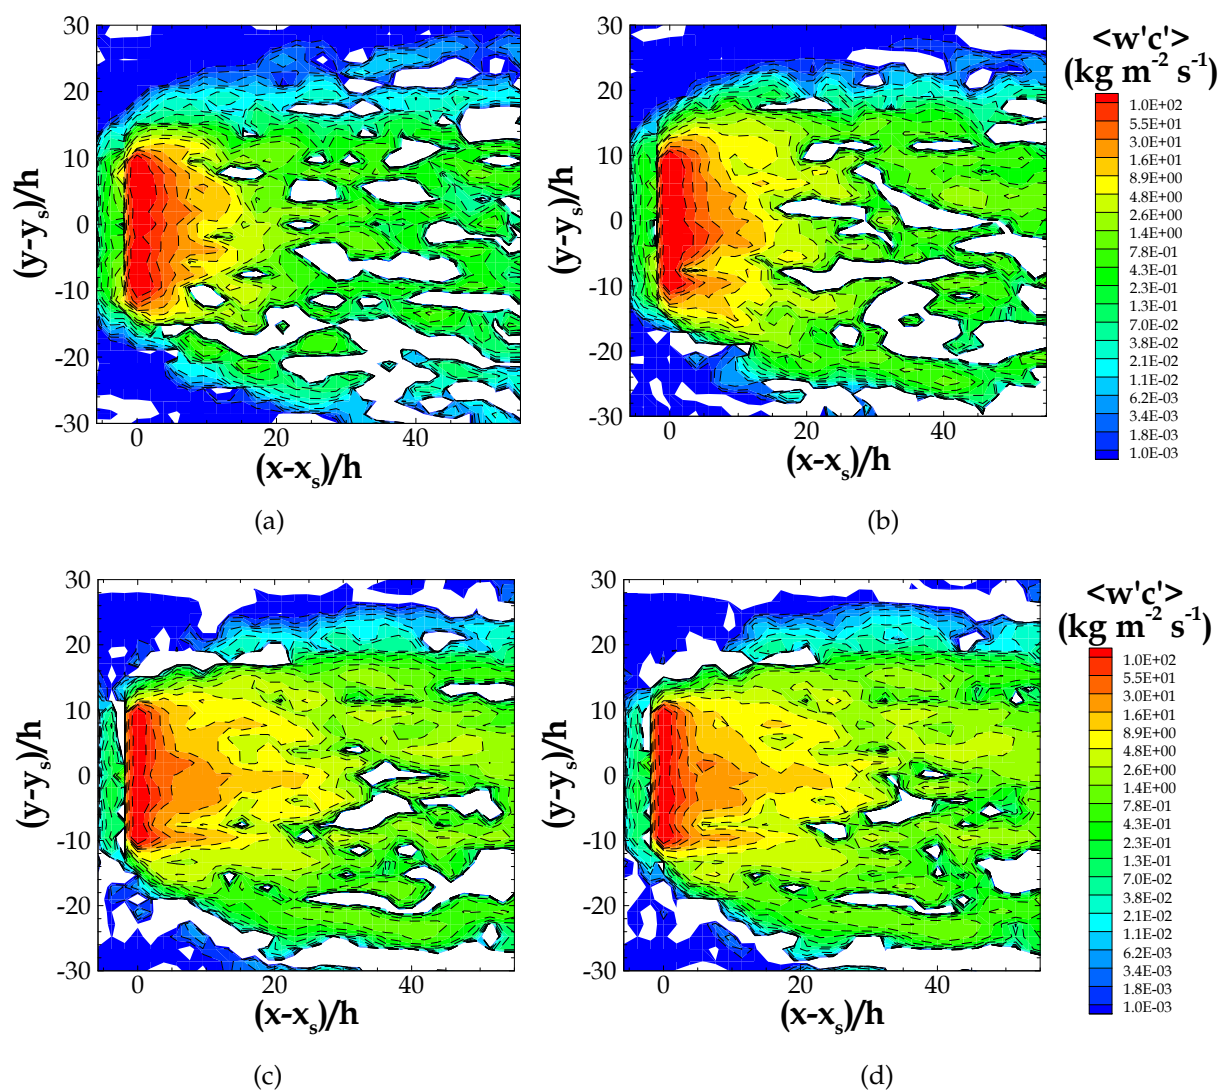 <w'c'>
(kg m⁻² s⁻¹)
30
20
10
0
-10
-20
-30
(y-yₛ)/h
0
20
40
(x-xₛ)/h
(a)
30
20
10
0
-10
-20
-30
(y-yₛ)/h
0
20
40
(x-xₛ)/h
(b)
1.0E+02
5.5E+01
3.0E+01
1.6E+01
8.9E+00
4.8E+00
2.6E+00
1.4E+00
7.8E-01
4.3E-01
2.3E-01
1.3E-01
7.0E-02
3.8E-02
2.1E-02
1.1E-02
6.2E-03
3.4E-03
1.8E-03
1.0E-03
30
20
10
0
-10
-20
-30
(y-yₛ)/h
0
20
40
(x-xₛ)/h
(c)
30
20
10
0
-10
-20
-30
(y-yₛ)/h
0
20
40
(x-xₛ)/h
(d)
<w'c'>
(kg m⁻² s⁻¹)
1.0E+02
5.5E+01
3.0E+01
1.6E+01
8.9E+00
4.8E+00
2.6E+00
1.4E+00
7.8E-01
4.3E-01
2.3E-01
1.3E-01
7.0E-02
3.8E-02
2.1E-02
1.1E-02
6.2E-03
3.4E-03
1.8E-03
1.0E-03